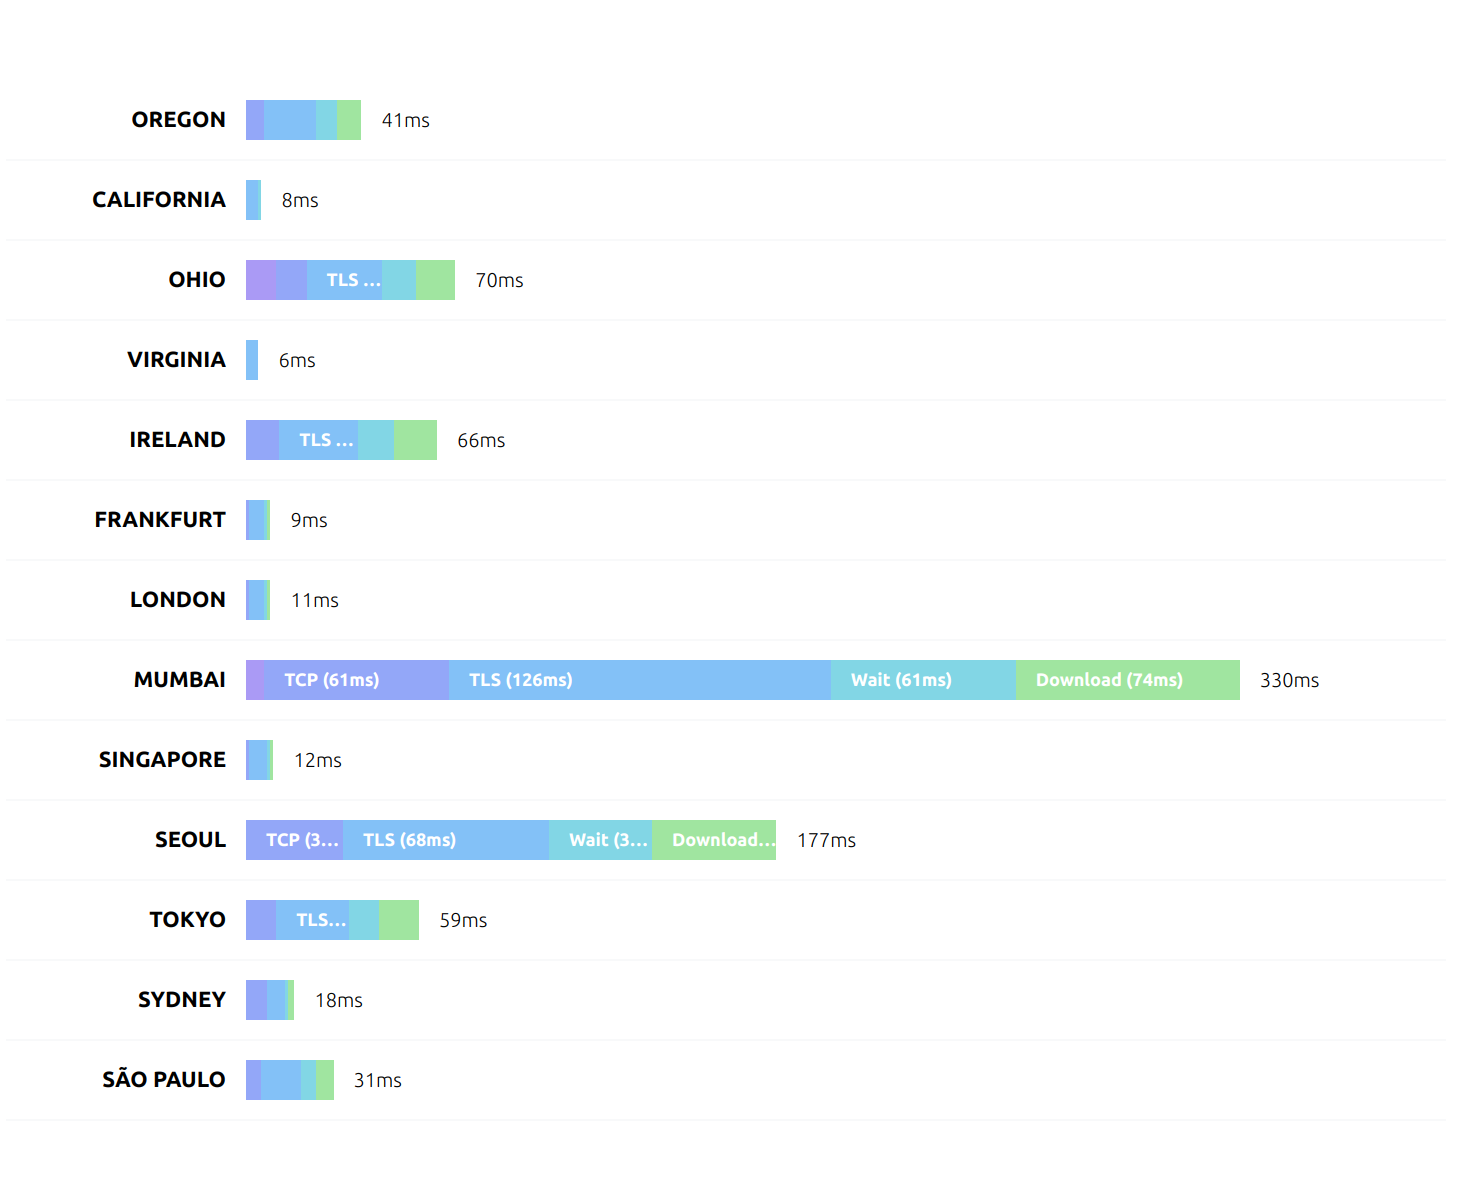 OREGON 41ms
CALIFORNIA 8ms
OHIO TLS ... 70ms
VIRGINIA 6ms
IRELAND TLS ... 66ms
FRANKFURT 9ms
LONDON 11ms
MUMBAI TCP (61ms) TLS (126ms) Wait (61ms) Download (74ms) 330ms
SINGAPORE 12ms
SEOUL TCP (3... TLS (68ms) Wait (3... Download... 177ms
TOKYO TLS... 59ms
SYDNEY 18ms
SÃO PAULO 31ms